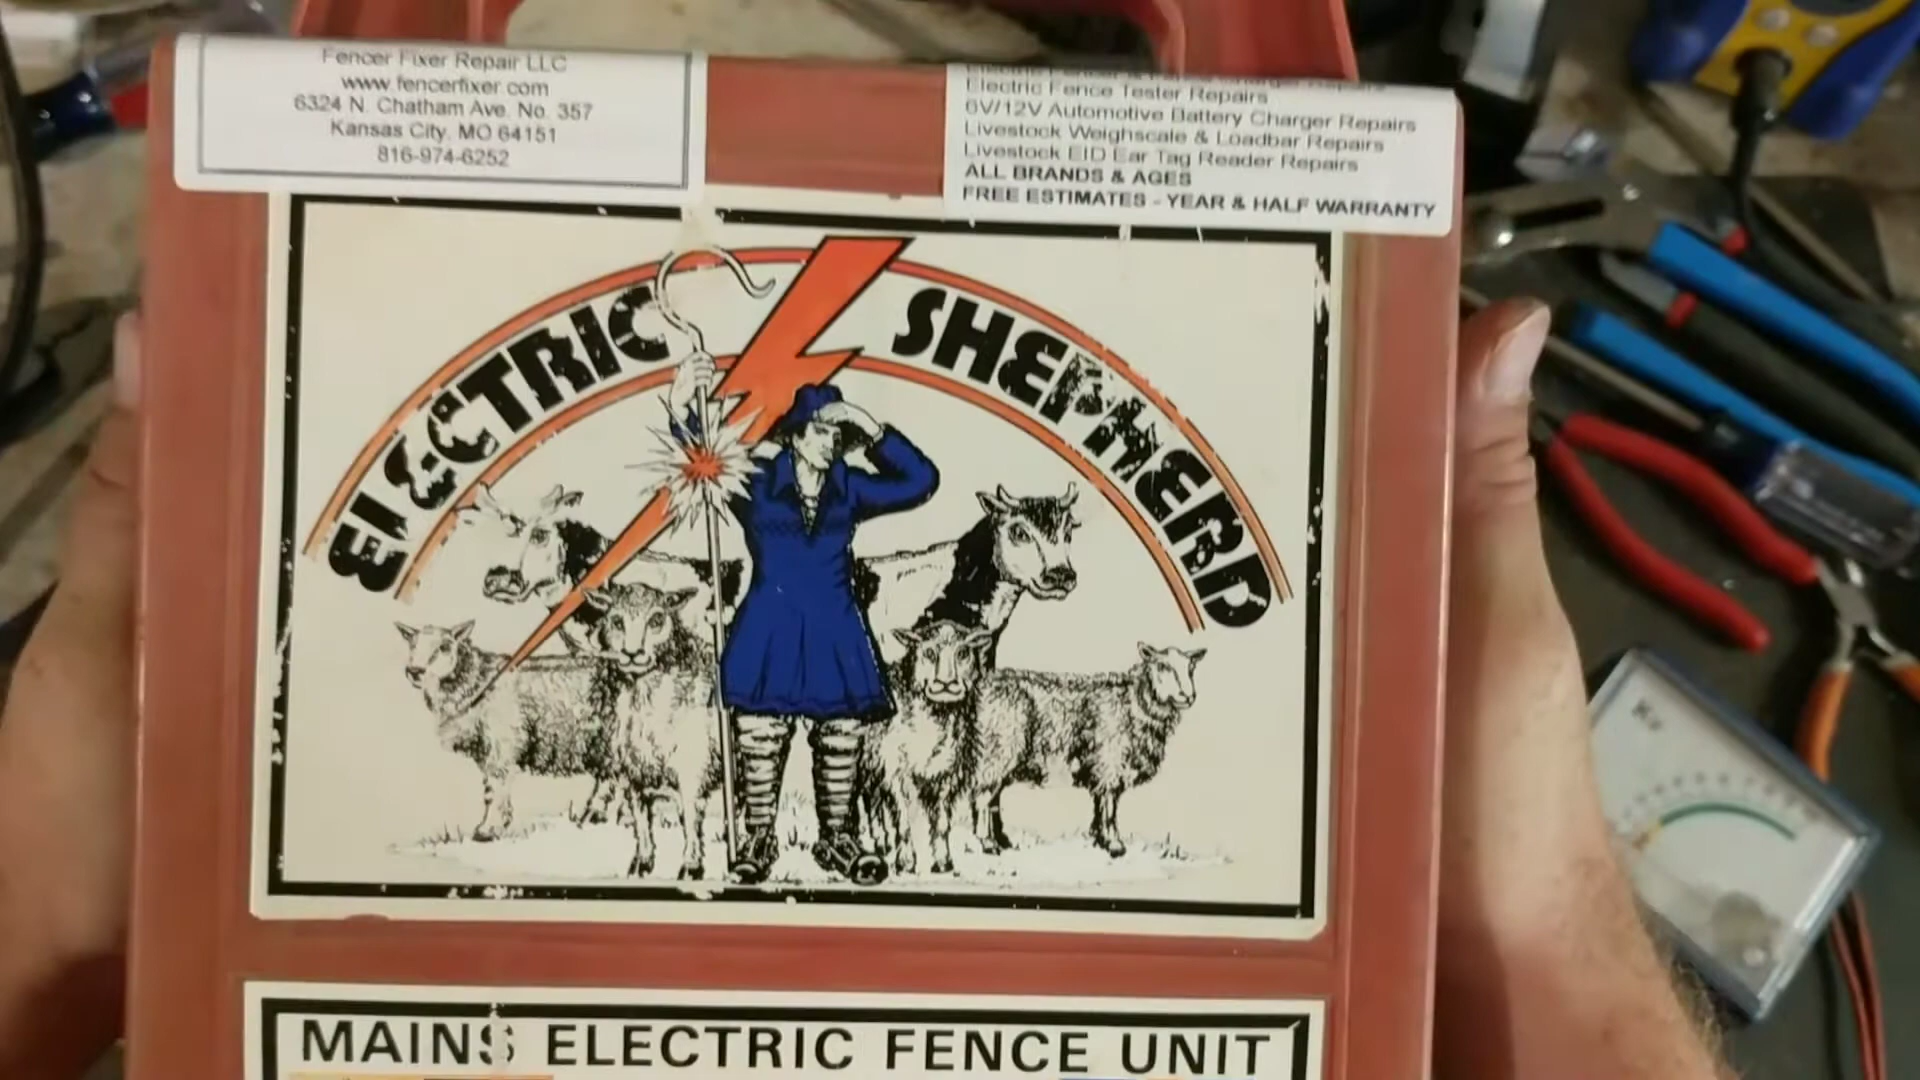 Fencer Fixer Repair LLC
www.fencerfixer.com
6324 N. Chatham Ave. No. 357
Kansas City, MO 64151
816-974-6252
Electric Fence Tester Repairs
6V/12V Automotive Battery Charger Repairs
Livestock Weighscale & Loadbar Repairs
Livestock EID Ear Tag Reader Repairs
ALL BRANDS & AGES
FREE ESTIMATES - YEAR & HALF WARRANTY
ELECTRIC SHEPHERD
MAINS ELECTRIC FENCE UNIT